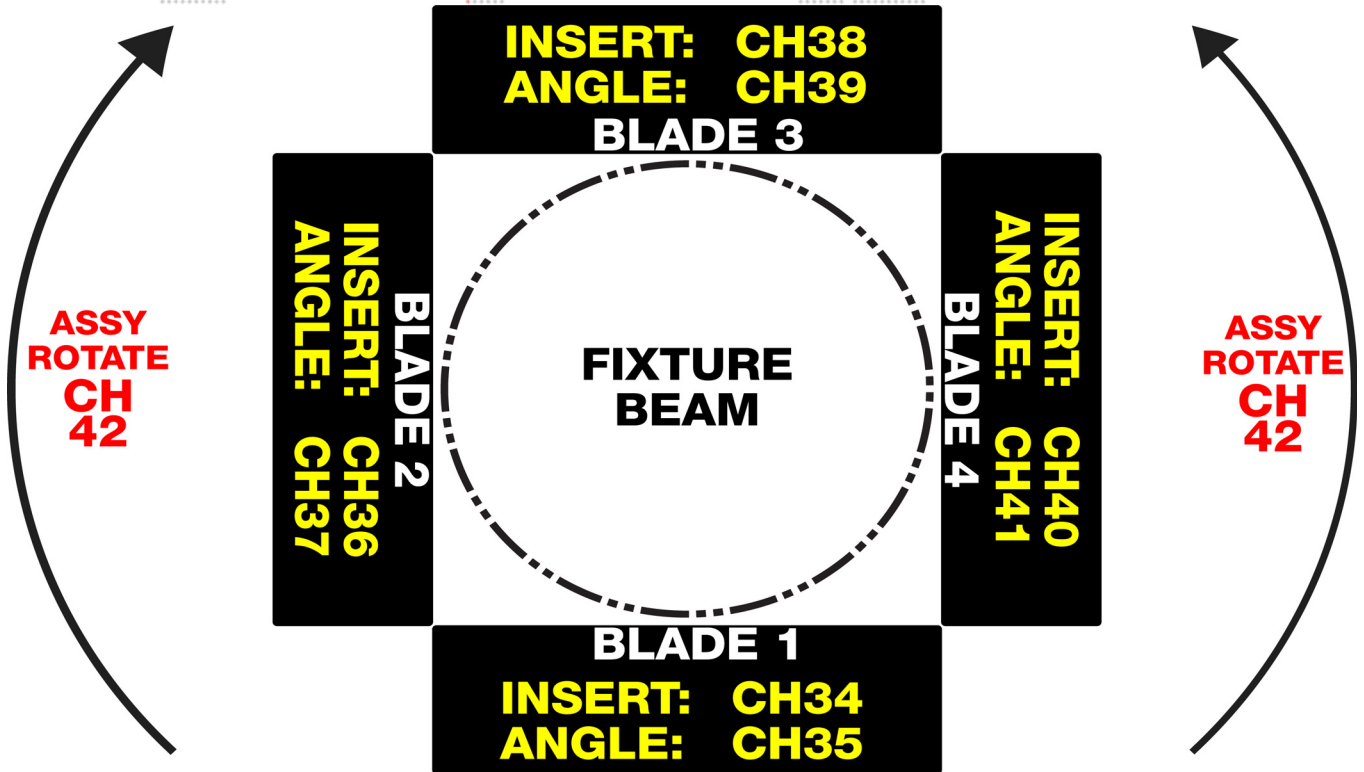 INSERT: CH38
ANGLE: CH39
BLADE 3
ASSY
ROTATE
CH
42
BLADE 2
INSERT: CH36
ANGLE: CH37
FIXTURE
BEAM
INSERT: CH40
ANGLE: CH41
BLADE 4
ASSY
ROTATE
CH
42
BLADE 1
INSERT: CH34
ANGLE: CH35